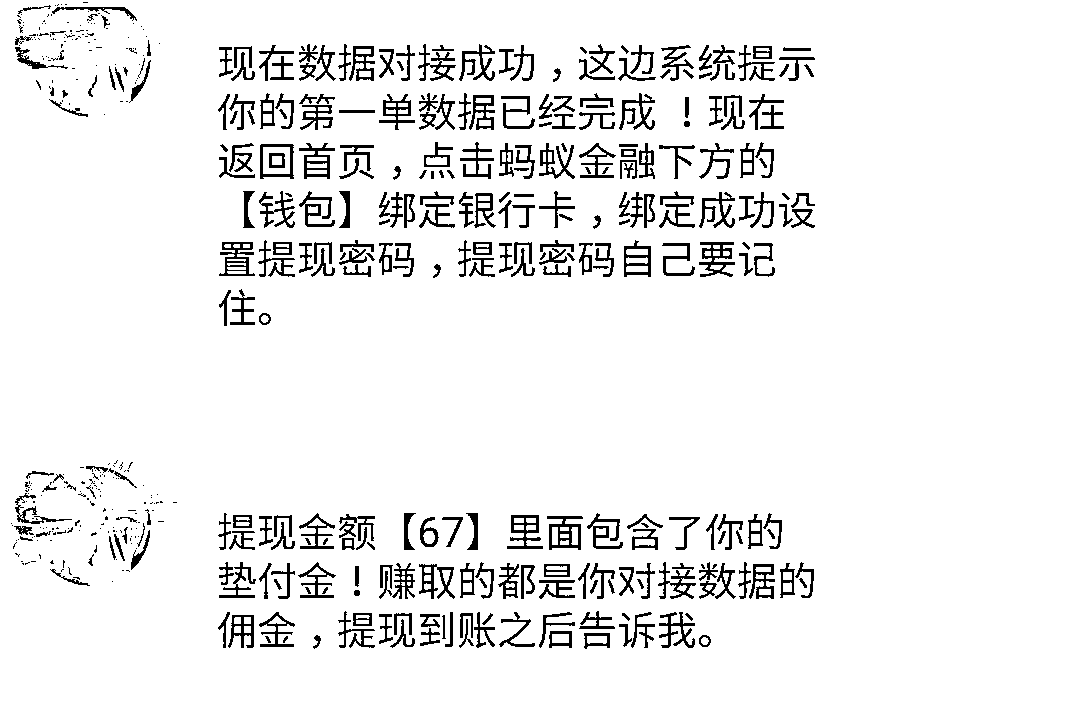 现在数据对接成功，这边系统提示
你的第一单数据已经完成！现在
返回首页，点击蚂蚁金融下方的
【钱包】绑定银行卡，绑定成功设
置提现密码，提现密码自己要记
住。
提现金额【67】里面包含了你的
垫付金！赚取的都是你对接数据的
佣金，提现到账之后告诉我。